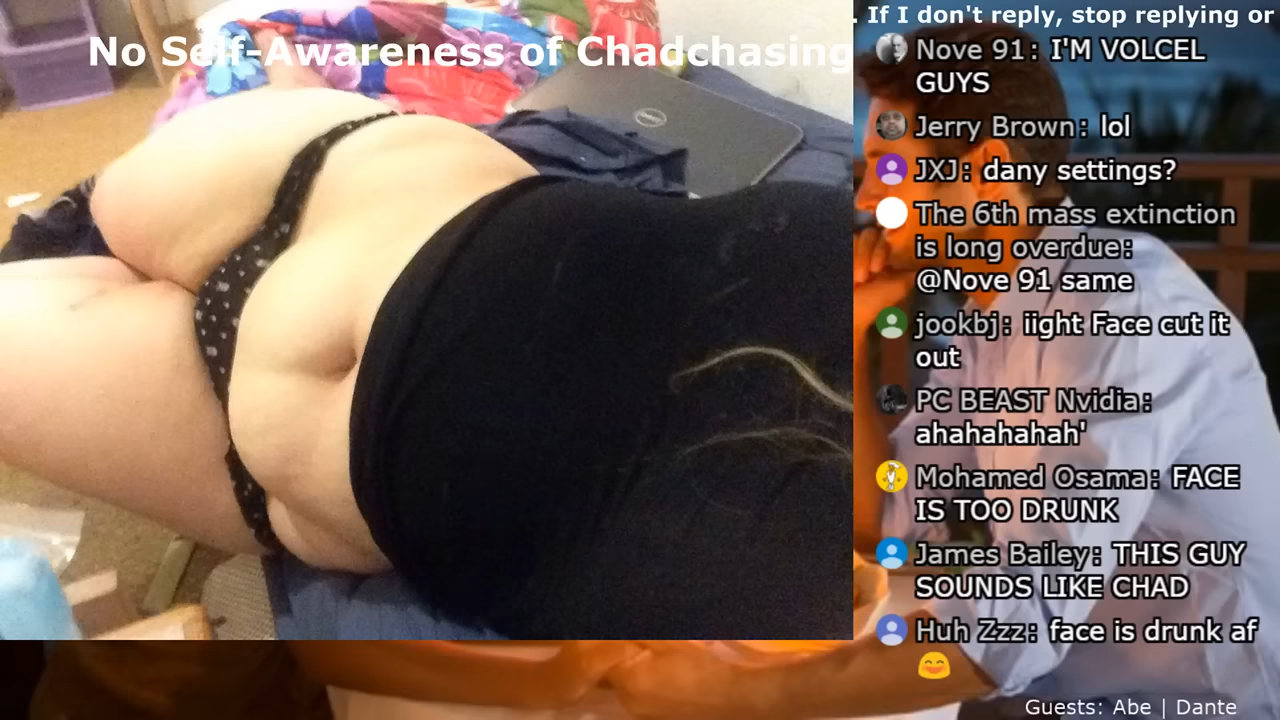 No Self-Awareness of Chadchasing
. If I don't reply, stop replying or
Nove 91: I'M VOLCEL
GUYS
Jerry Brown: lol
JXJ: dany settings?
The 6th mass extinction
is long overdue:
@Nove 91 same
jookbj: iight Face cut it
out
PC BEAST Nvidia:
ahahahahah'
Mohamed Osama: FACE
IS TOO DRUNK
James Bailey: THIS GUY
SOUNDS LIKE CHAD
Huh Zzz: face is drunk af
😊
Guests: Abe | Dante
DELL